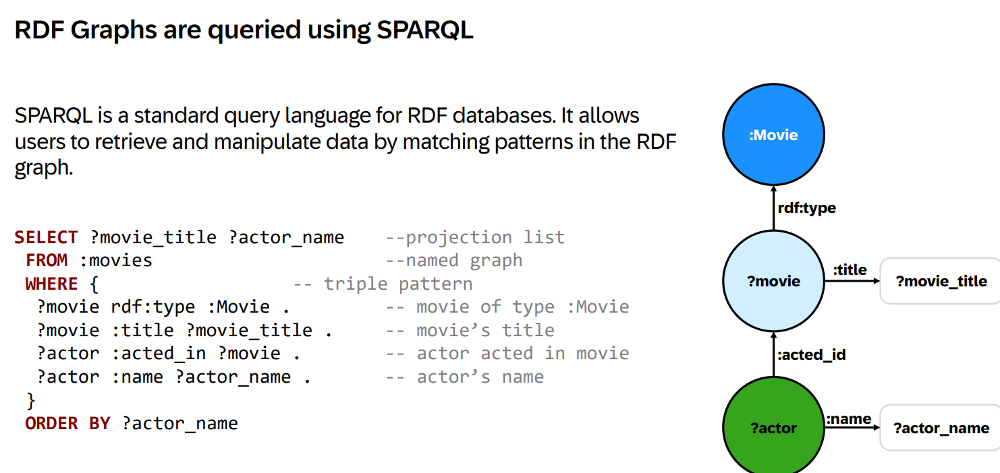 RDF Graphs are queried using SPARQL
SPARQL is a standard query language for RDF databases. It allows
users to retrieve and manipulate data by matching patterns in the RDF
graph.
SELECT ?movie_title ?actor_name --projection list
FROM :movies --named graph
WHERE { -- triple pattern
?movie rdf:type :Movie . -- movie of type :Movie
?movie :title ?movie_title . -- movie’s title
?actor :acted_in ?movie . -- actor acted in movie
?actor :name ?actor_name . -- actor’s name
}
ORDER BY ?actor_name
:Movie
rdf:type
?movie
:title
?movie_title
:acted_id
?actor
:name
?actor_name